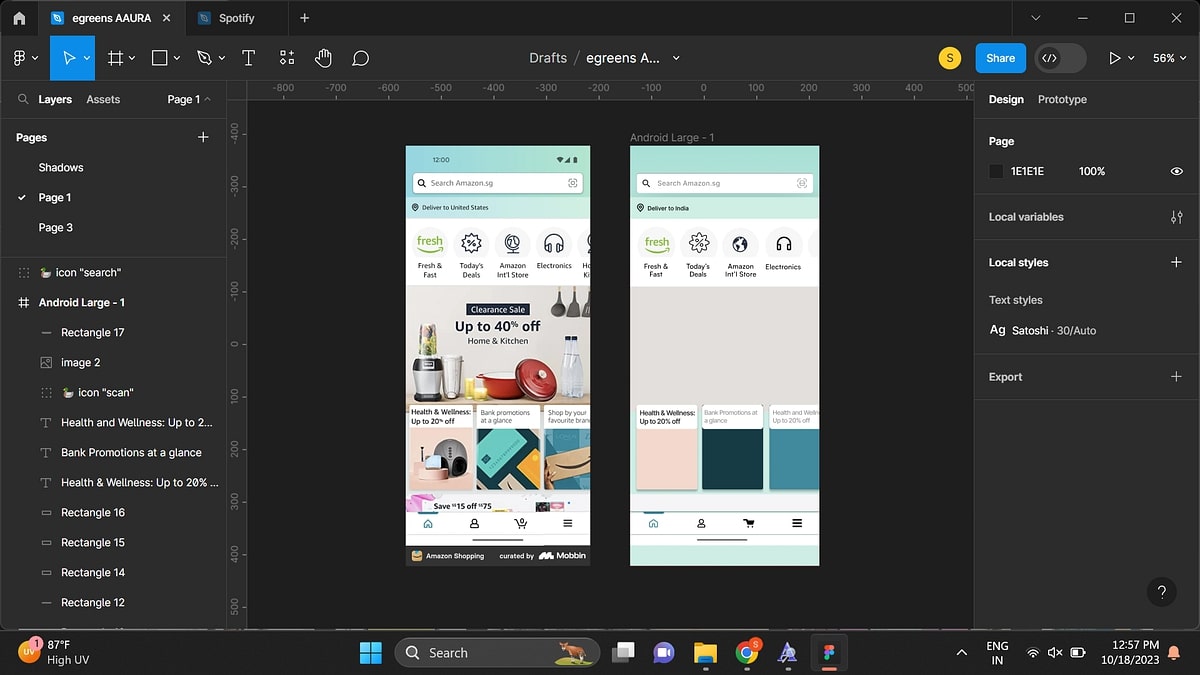 egreens AAURA
Spotify
Drafts / egreens A...
S
Share
56%
Layers
Assets
Page 1
Pages
Shadows
Page 1
Page 3
icon "search"
Android Large - 1
Rectangle 17
image 2
icon "scan"
Health and Wellness: Up to 2...
Bank Promotions at a glance
Health & Wellness: Up to 20% ...
Rectangle 16
Rectangle 15
Rectangle 14
Rectangle 12
-800 -700 -600 -500 -400 -300 -200 -100 0 100 200 300 400 500
-400
-300
-200
-100
0
100
200
300
400
500
12:00
Search Amazon.sg
Deliver to United States
fresh
Fresh &
Fast
Today's
Deals
Amazon
Int'l Store
Electronics
Clearance Sale
Up to 40% off
Home & Kitchen
Health & Wellness:
Up to 20% off
Bank promotions
at a glance
Shop by your
favourite bran
Save S$15 off S$75
Amazon Shopping
curated by
Mobbin
Android Large - 1
Search Amazon.sg
Deliver to India
fresh
Fresh &
Fast
Today's
Deals
Amazon
Int'l Store
Electronics
Health & Wellness:
Up to 20% off
Bank Promotions at
a glance
Health and Welln
Up to 20% off
Design
Prototype
Page
1E1E1E
100%
Local variables
Local styles
Text styles
Ag Satoshi · 30/Auto
Export
?
UV
1
87°F
High UV
Search
S
ENG
IN
12:57 PM
10/18/2023